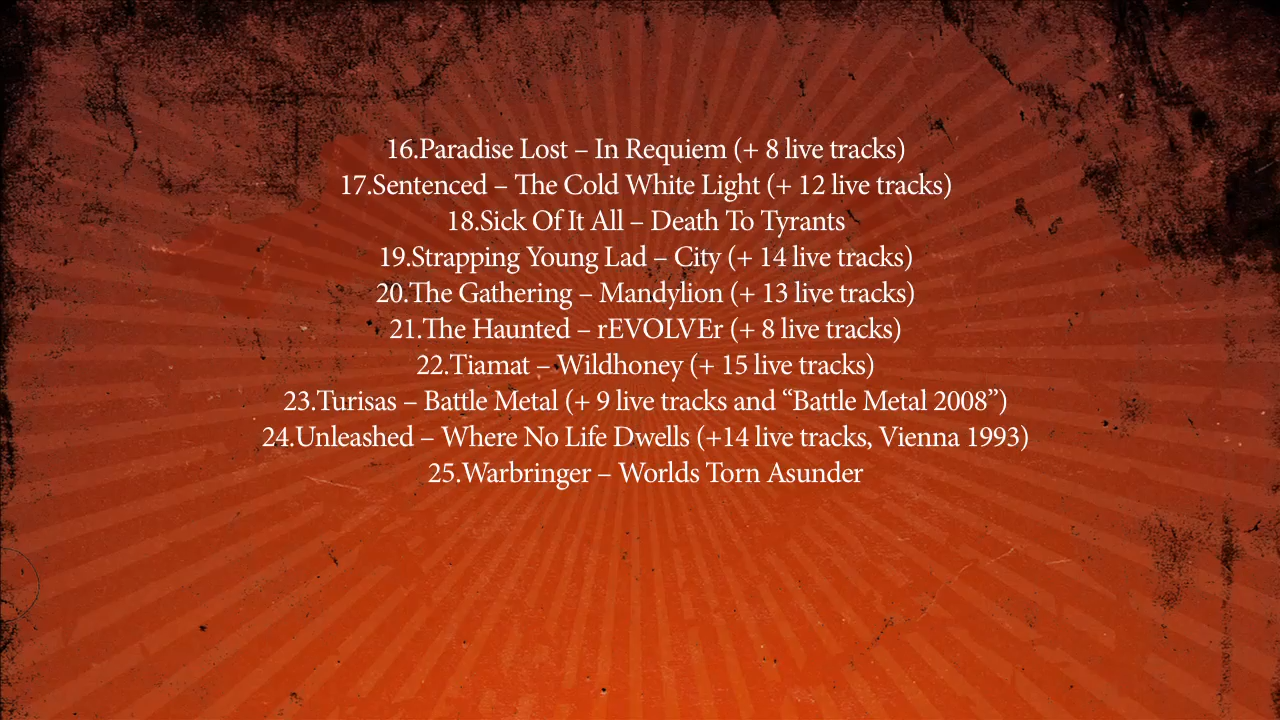 16.Paradise Lost – In Requiem (+ 8 live tracks)
17.Sentenced – The Cold White Light (+ 12 live tracks)
18.Sick Of It All – Death To Tyrants
19.Strapping Young Lad – City (+ 14 live tracks)
20.The Gathering – Mandylion (+ 13 live tracks)
21.The Haunted – rEVOLVEr (+ 8 live tracks)
22.Tiamat – Wildhoney (+ 15 live tracks)
23.Turisas – Battle Metal (+ 9 live tracks and “Battle Metal 2008”)
24.Unleashed – Where No Life Dwells (+14 live tracks, Vienna 1993)
25.Warbringer – Worlds Torn Asunder